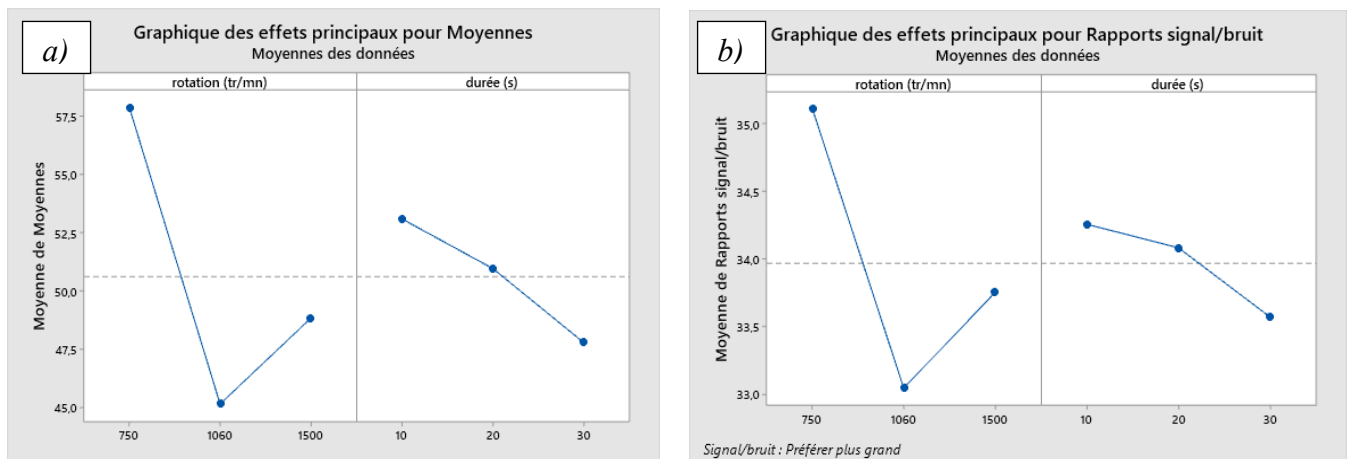 a)
Graphique des effets principaux pour Moyennes
Moyennes des données
rotation (tr/mn)
durée (s)
Moyenne de Moyennes
57,5
55,0
52,5
50,0
47,5
45,0
750 1060 1500 10 20 30
b)
Graphique des effets principaux pour Rapports signal/bruit
Moyennes des données
rotation (tr/mn)
durée (s)
Moyenne de Rapports signal/bruit
35,0
34,5
34,0
33,5
33,0
750 1060 1500 10 20 30
Signal/bruit : Préférer plus grand